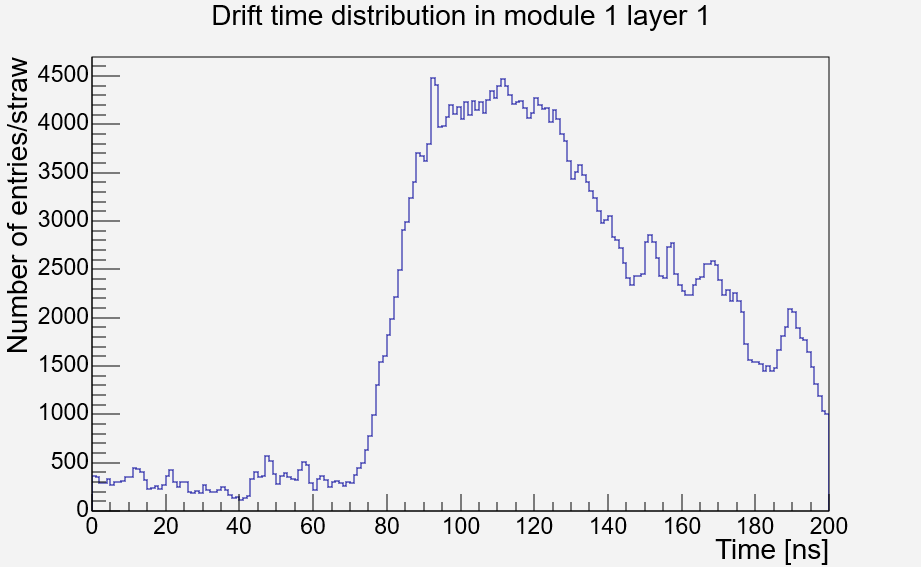 Drift time distribution in module 1 layer 1
Number of entries/straw
4500
4000
3500
3000
2500
2000
1500
1000
500
0
0 20 40 60 80 100 120 140 160 180 200
Time [ns]